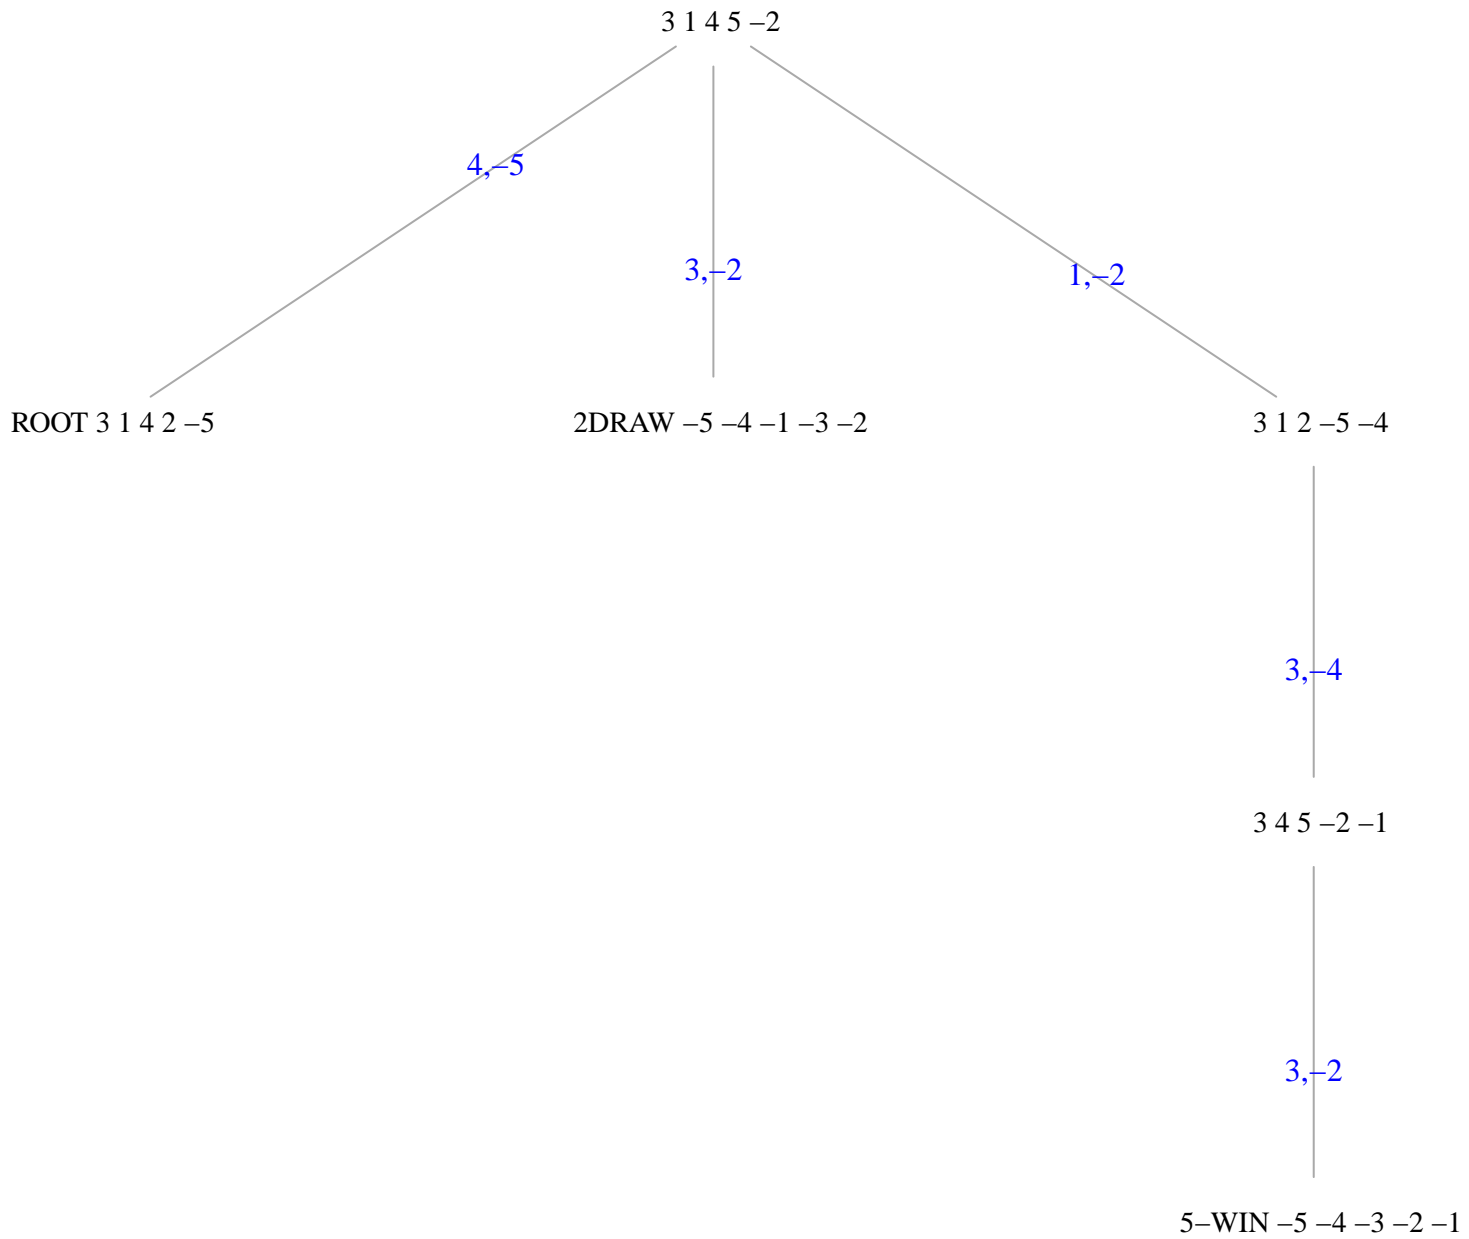 3 1 4 5 –2
4,–5
3,–2
1,–2
ROOT 3 1 4 2 –5
2DRAW –5 –4 –1 –3 –2
3 1 2 –5 –4
3,–4
3 4 5 –2 –1
3,–2
5–WIN –5 –4 –3 –2 –1